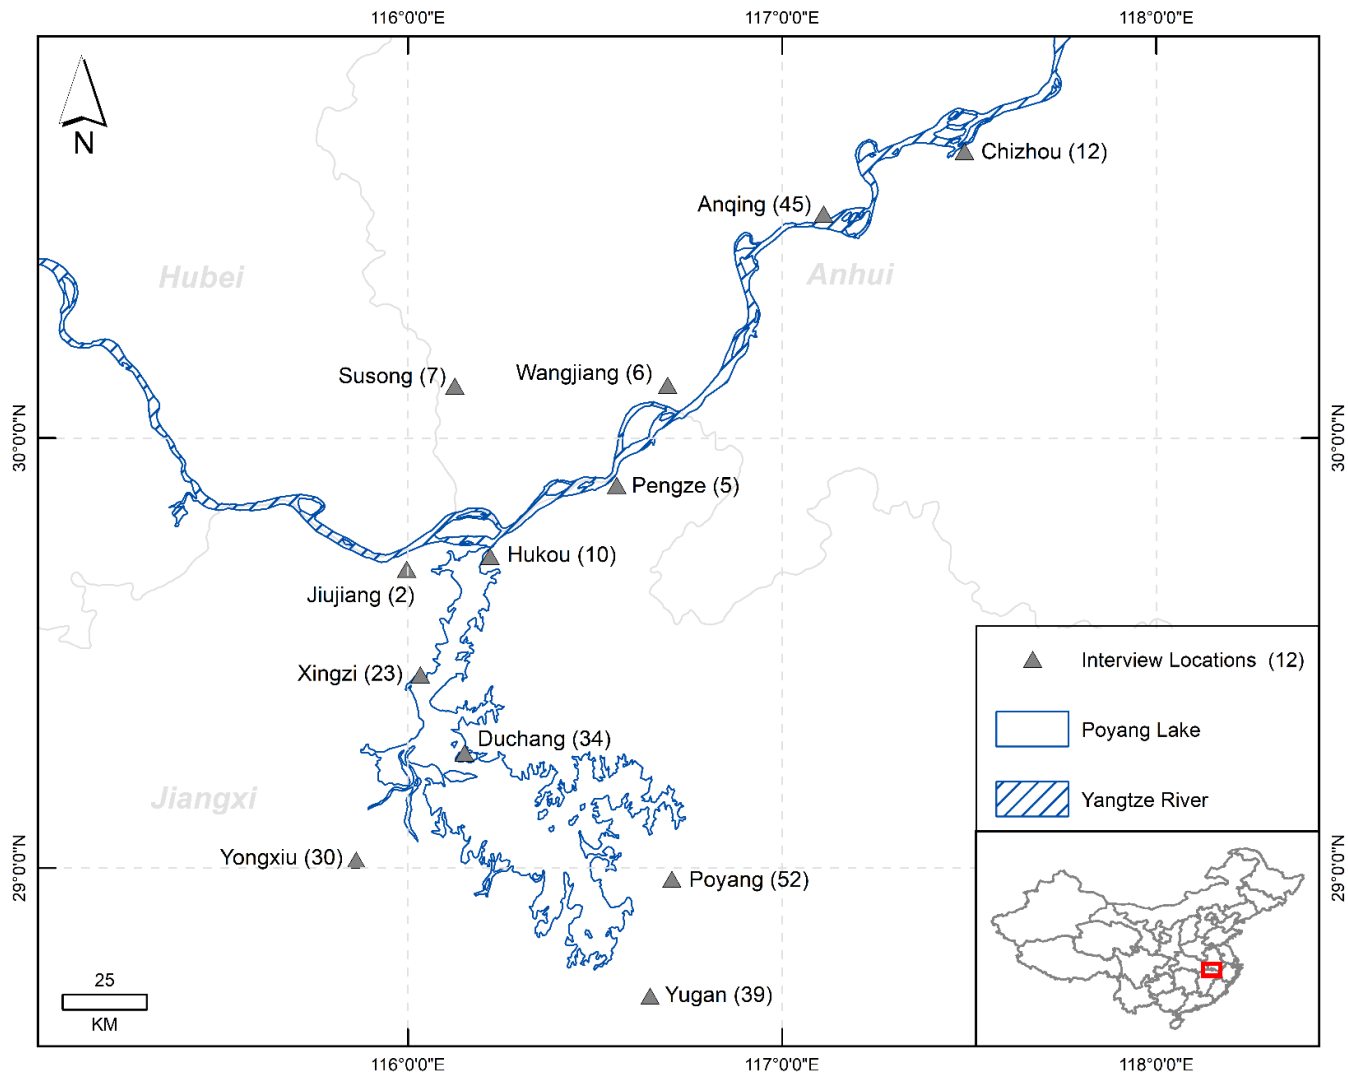 116°0'0"E
117°0'0"E
118°0'0"E
N
Chizhou (12)
Anqing (45)
Hubei
Anhui
Susong (7)
Wangjiang (6)
30°0'0"N
30°0'0"N
Pengze (5)
Hukou (10)
Jiujiang (2)
Xingzi (23)
Interview Locations (12)
Poyang Lake
Duchang (34)
Jiangxi
Yangtze River
Yongxiu (30)
29°0'0"N
29°0'0"N
Poyang (52)
25
KM
Yugan (39)
116°0'0"E
117°0'0"E
118°0'0"E